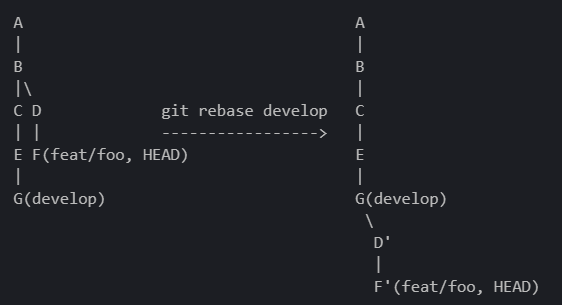 A                                     A
|                                     |
B                                     B
|\                                    |
C D             git rebase develop    C
| |             ----------------->    |
E F(feat/foo, HEAD)                   E
|                                     |
G(develop)                            G(develop)
                                       \
                                        D'
                                        |
                                        F'(feat/foo, HEAD)